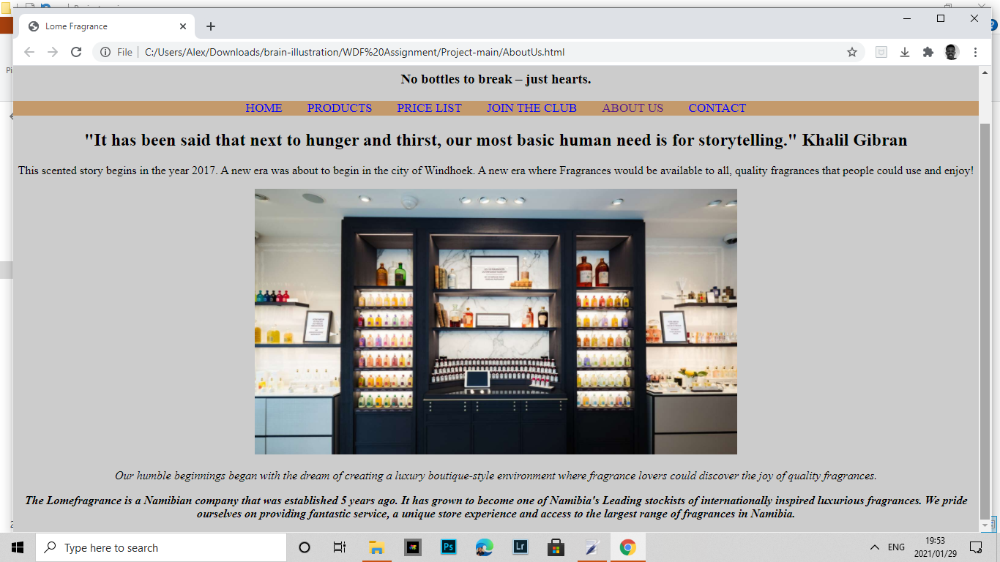 Lome Fragrance
File
C:/Users/Alex/Downloads/brain-illustration/WDF%20Assignment/Project-main/AboutUs.html
No bottles to break – just hearts.
HOME PRODUCTS PRICE LIST JOIN THE CLUB ABOUT US CONTACT
"It has been said that next to hunger and thirst, our most basic human need is for storytelling." Khalil Gibran
This scented story begins in the year 2017. A new era was about to begin in the city of Windhoek. A new era where Fragrances would be available to all, quality fragrances that people could use and enjoy!
Our humble beginnings began with the dream of creating a luxury boutique-style environment where fragrance lovers could discover the joy of quality fragrances.
The Lomefragrance is a Namibian company that was established 5 years ago. It has grown to become one of Namibia's Leading stockists of internationally inspired luxurious fragrances. We pride
ourselves on providing fantastic service, a unique store experience and access to the largest range of fragrances in Namibia.
Type here to search
Ps
Lr
ENG
19:53
2021/01/29